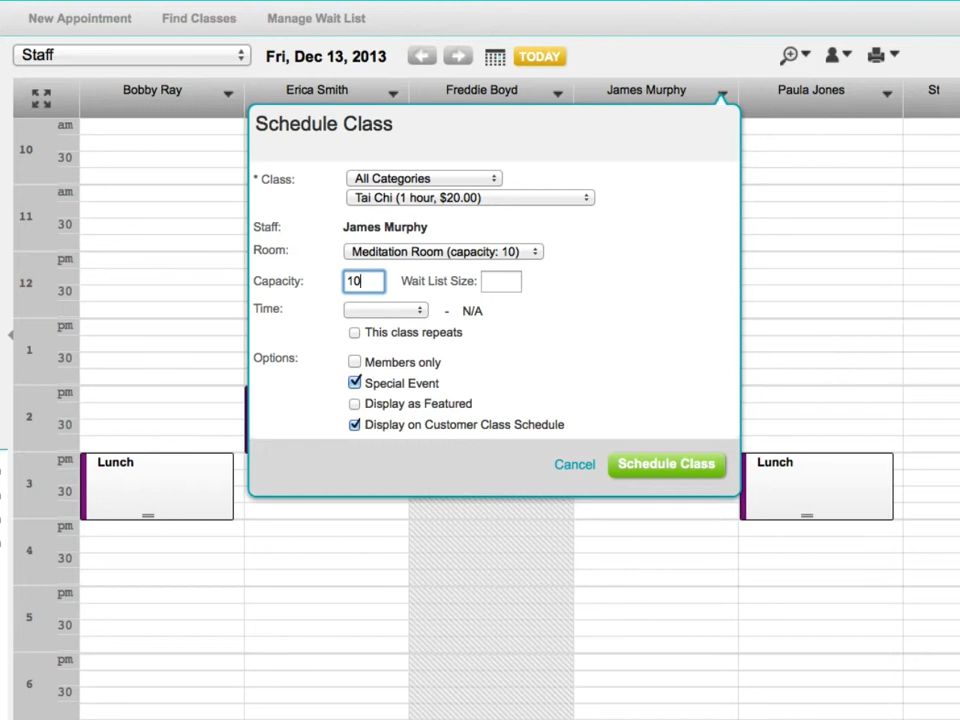 New Appointment Find Classes Manage Wait List
Staff Fri, Dec 13, 2013 TODAY
Bobby Ray Erica Smith Freddie Boyd James Murphy Paula Jones St
Schedule Class
* Class: All Categories
Tai Chi (1 hour, $20.00)
Staff: James Murphy
Room: Meditation Room (capacity: 10)
Capacity: 10 Wait List Size:
Time: - N/A
This class repeats
Options: Members only
Special Event
Display as Featured
Display on Customer Class Schedule
Cancel Schedule Class
am
10
30
am
11
30
pm
12
30
pm
1
30
pm
2
30
pm Lunch Lunch
3
30
pm
4
30
pm
5
30
pm
6
30